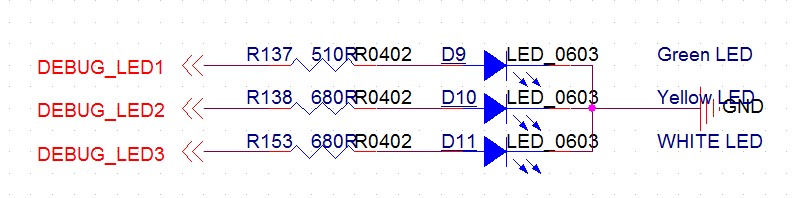 R137 510R R0402 D9 LED_0603 Green LED
DEBUG_LED1
R138 680R R0402 D10 LED_0603 Yellow LED
DEBUG_LED2 GND
R153 680R R0402 D11 LED_0603 WHITE LED
DEBUG_LED3